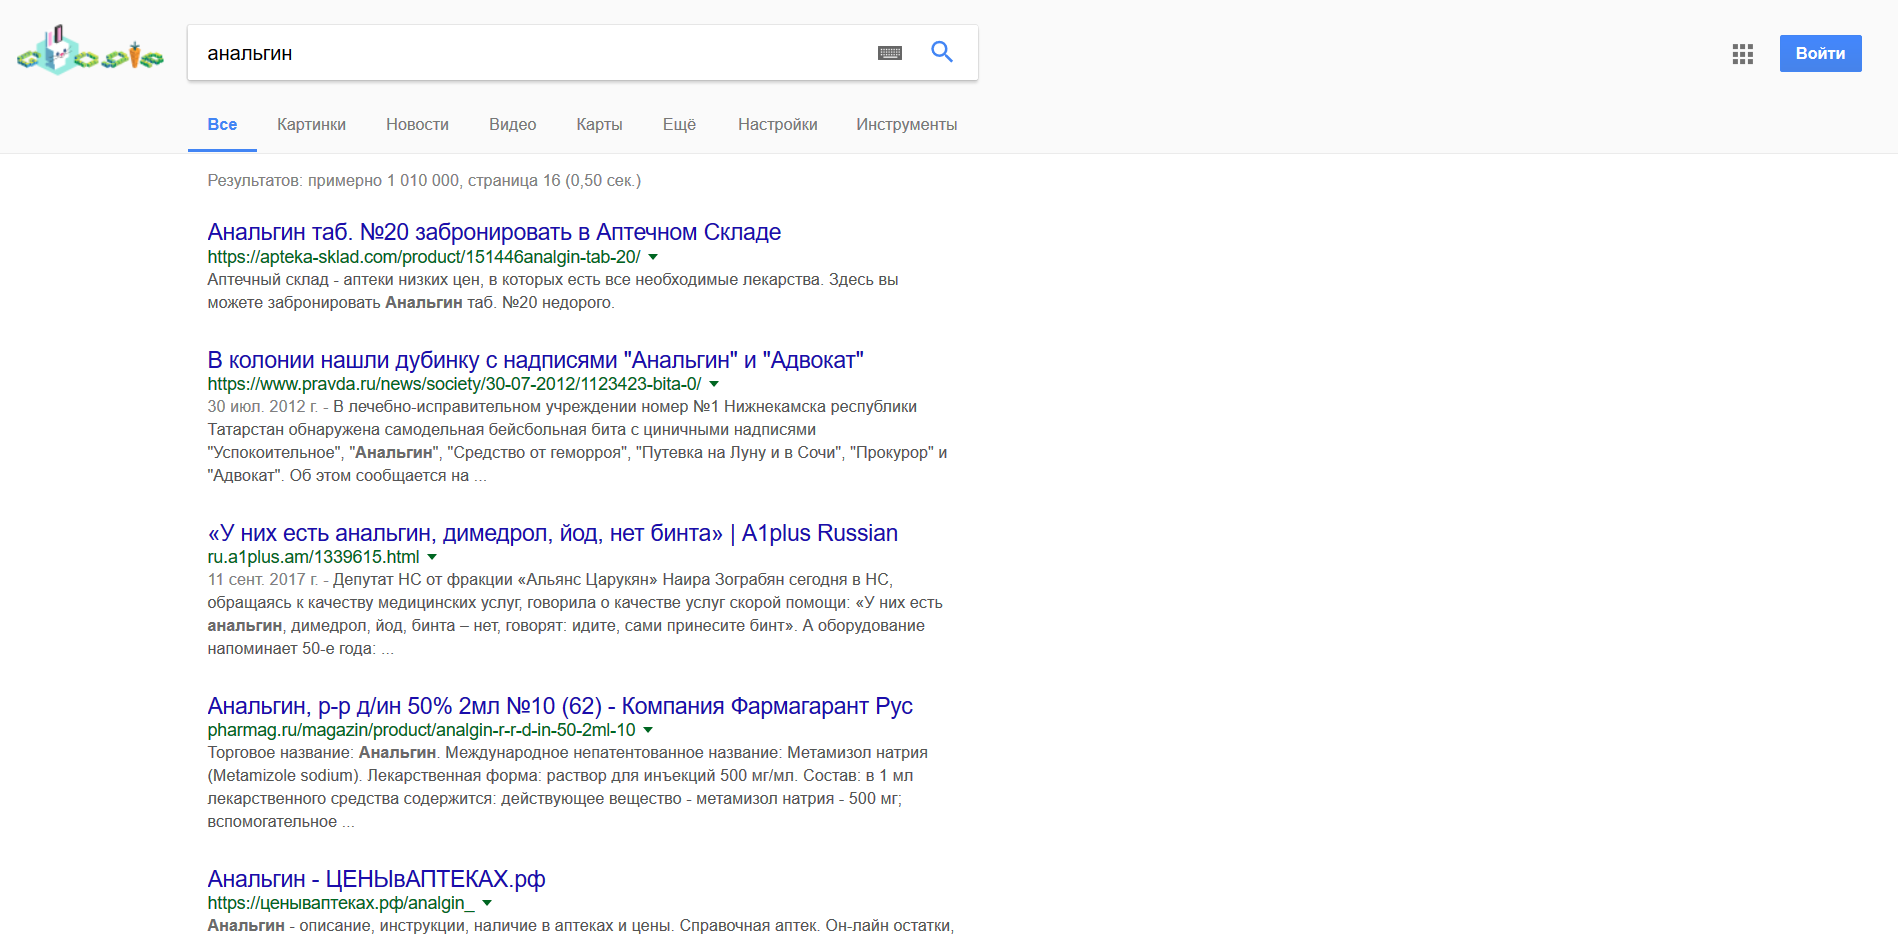 анальгин
Войти
Все Картинки Новости Видео Карты Ещё Настройки Инструменты
Результатов: примерно 1 010 000, страница 16 (0,50 сек.)
Анальгин таб. №20 забронировать в Аптечном Складе
https://apteka-sklad.com/product/151446analgin-tab-20/
Аптечный склад - аптеки низких цен, в которых есть все необходимые лекарства. Здесь вы
можете забронировать Анальгин таб. №20 недорого.
В колонии нашли дубинку с надписями "Анальгин" и "Адвокат"
https://www.pravda.ru/news/society/30-07-2012/1123423-bita-0/
30 июл. 2012 г. - В лечебно-исправительном учреждении номер №1 Нижнекамска республики
Татарстан обнаружена самодельная бейсбольная бита с циничными надписями
"Успокоительное", "Анальгин", "Средство от геморроя", "Путевка на Луну и в Сочи", "Прокурор" и
"Адвокат". Об этом сообщается на ...
«У них есть анальгин, димедрол, йод, нет бинта» | A1plus Russian
ru.a1plus.am/1339615.html
11 сент. 2017 г. - Депутат НС от фракции «Альянс Царукян» Наира Зограбян сегодня в НС,
обращаясь к качеству медицинских услуг, говорила о качестве услуг скорой помощи: «У них есть
анальгин, димедрол, йод, бинта – нет, говорят: идите, сами принесите бинт». А оборудование
напоминает 50-е года: ...
Анальгин, р-р д/ин 50% 2мл №10 (62) - Компания Фармагарант Рус
pharmag.ru/magazin/product/analgin-r-r-d-in-50-2ml-10
Торговое название: Анальгин. Международное непатентованное название: Метамизол натрия
(Metamizole sodium). Лекарственная форма: раствор для инъекций 500 мг/мл. Состав: в 1 мл
лекарственного средства содержится: действующее вещество - метамизол натрия - 500 мг;
вспомогательное ...
Анальгин - ЦЕНЫвАПТЕКАХ.рф
https://ценываптеках.рф/analgin_
Анальгин - описание, инструкции, наличие в аптеках и цены. Справочная аптек. Он-лайн остатки,